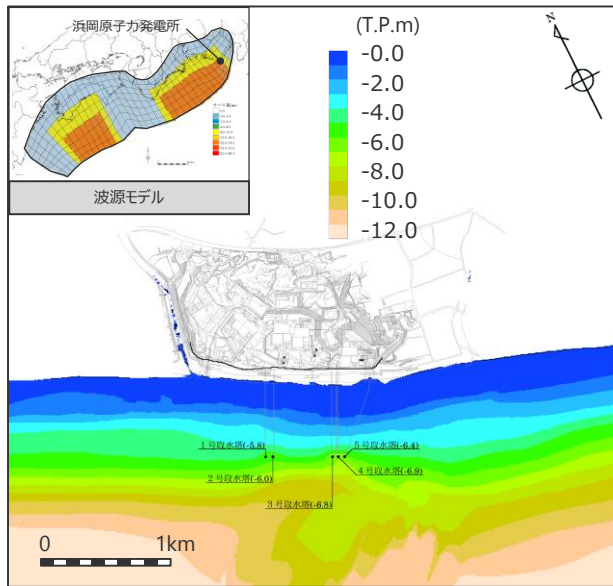 浜岡原子力発電所
波源モデル
(T.P.m)
-0.0
-2.0
-4.0
-6.0
-8.0
-10.0
-12.0
N
1号取水塔(-5.8)
2号取水塔(-6.0)
3号取水塔(-6.8)
4号取水塔(-6.9)
5号取水塔(-6.4)
0 1km